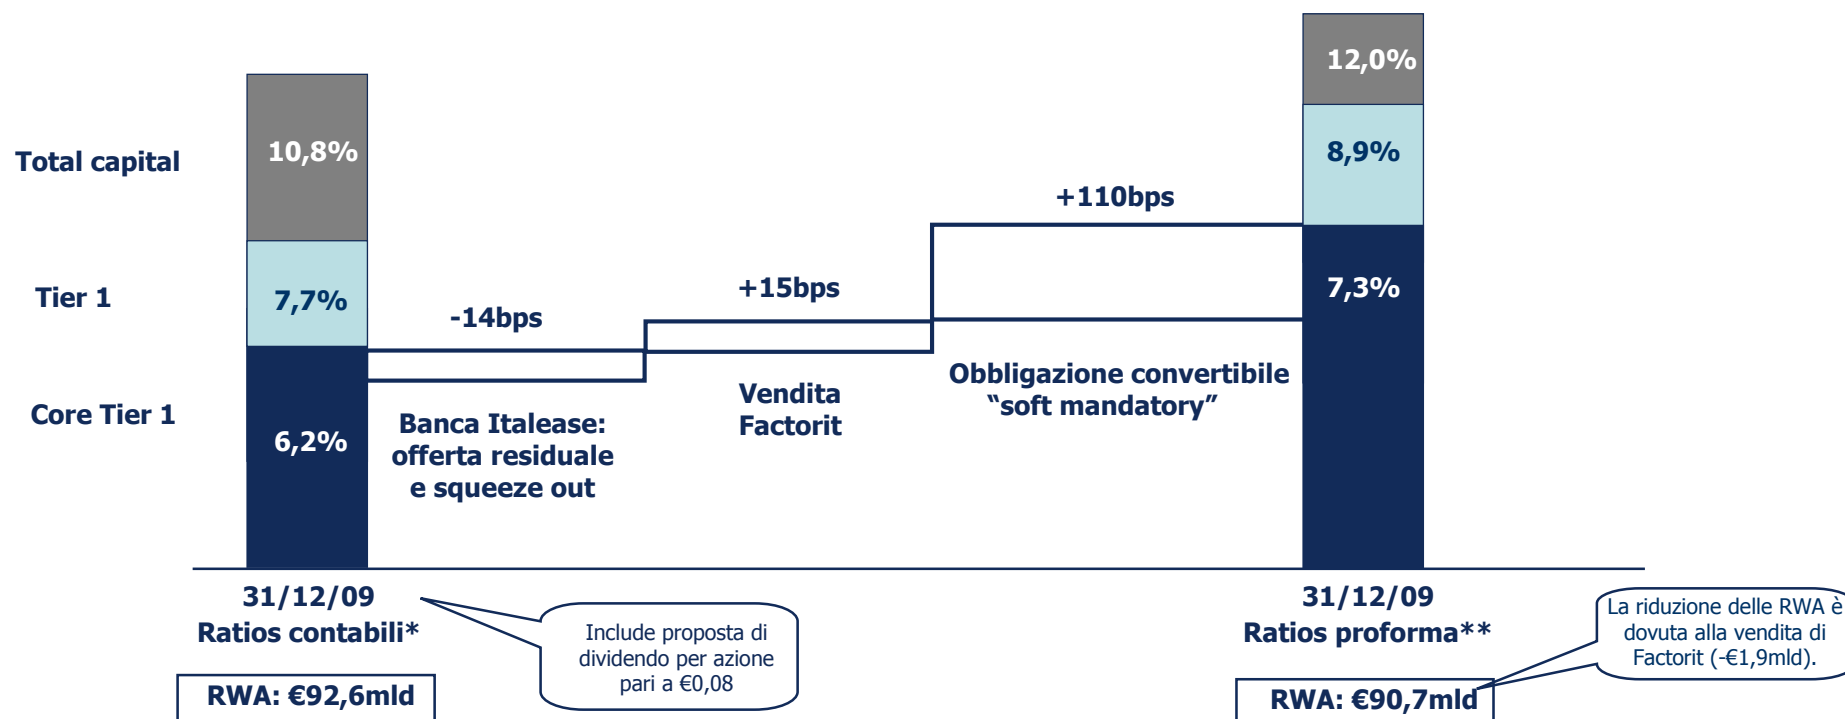 12,0%
10,8%
8,9%
Total capital
+110bps
Tier 1
7,7%
-14bps
+15bps
7,3%
Core Tier 1
6,2%
Banca Italease:
offerta residuale
e squeeze out
Vendita
Factorit
Obbligazione convertibile
“soft mandatory”
31/12/09
Ratios contabili*
Include proposta di
dividendo per azione
pari a €0,08
RWA: €92,6mld
31/12/09
Ratios proforma**
La riduzione delle RWA è
dovuta alla vendita di
Factorit (-€1,9mld).
RWA: €90,7mld